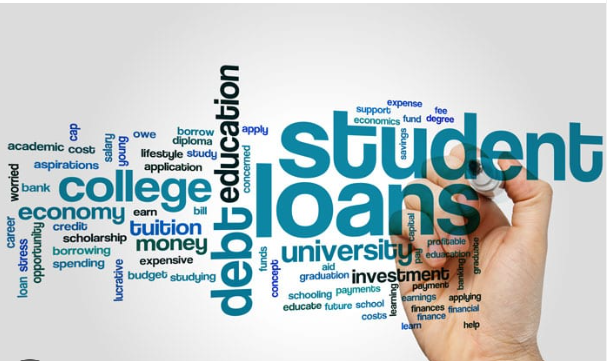 expense
support
fee
economics
fund
degree
cap
academic
cost
salary
young
owe
borrow
diploma
apply
savings
student
lifestyle
study
education
concerned
aspirations
application
worried
bank
college
loans
career
economy
earn
bill
credit
tuition
debt
opportunity
scholarship
money
stress
loan
borrowing
spending
expensive
lucrative
budget
studying
funds
concept
university
capital
pay
profitable
education
banking
graduate
aid
graduation
investment
schooling
payments
learning
payment
earnings
applying
educate
future
school
finances
financial
costs
finance
learn
help